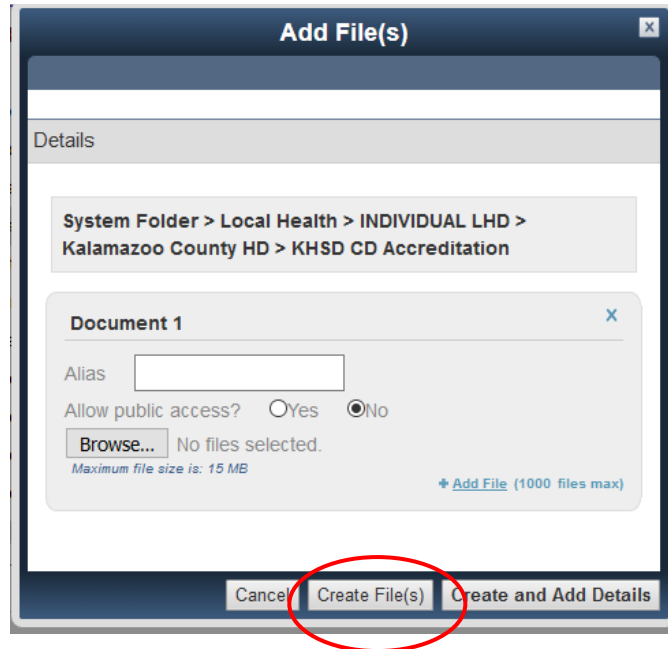 Add File(s)
x
Details
System Folder > Local Health > INDIVIDUAL LHD >
Kalamazoo County HD > KHSD CD Accreditation
Document 1 x
Alias
Allow public access? Yes No
Browse... No files selected.
Maximum file size is: 15 MB
+ Add File (1000 files max)
Cancel Create File(s) Create and Add Details